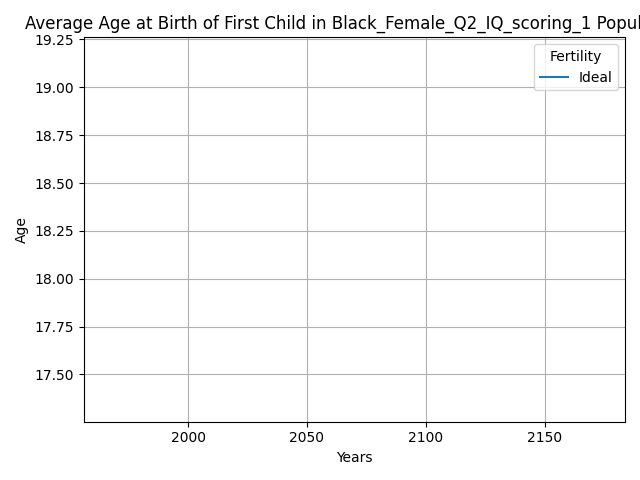 Average Age at Birth of First Child in Black_Female_Q2_IQ_scoring_1 Popul
19.25
19.00
18.75
18.50
18.25
18.00
17.75
17.50
Age
Fertility
Ideal
2000 2050 2100 2150
Years